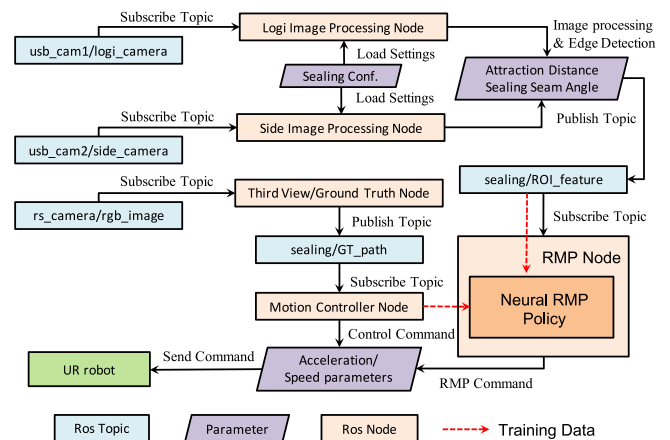 Subscribe Topic
Logi Image Processing Node
Image processing
& Edge Detection
usb_cam1/logi_camera
Load Settings
Sealing Conf.
Attraction Distance
Sealing Seam Angle
Load Settings
Subscribe Topic
Side Image Processing Node
Publish Topic
usb_cam2/side_camera
Subscribe Topic
Third View/Ground Truth Node
sealing/ROI_feature
rs_camera/rgb_image
Publish Topic
Subscribe Topic
sealing/GT_path
RMP Node
Subscribe Topic
Neural RMP
Policy
Motion Controller Node
Control Command
Send Command
Acceleration/
Speed parameters
UR robot
RMP Command
Ros Topic
Parameter
Ros Node
Training Data